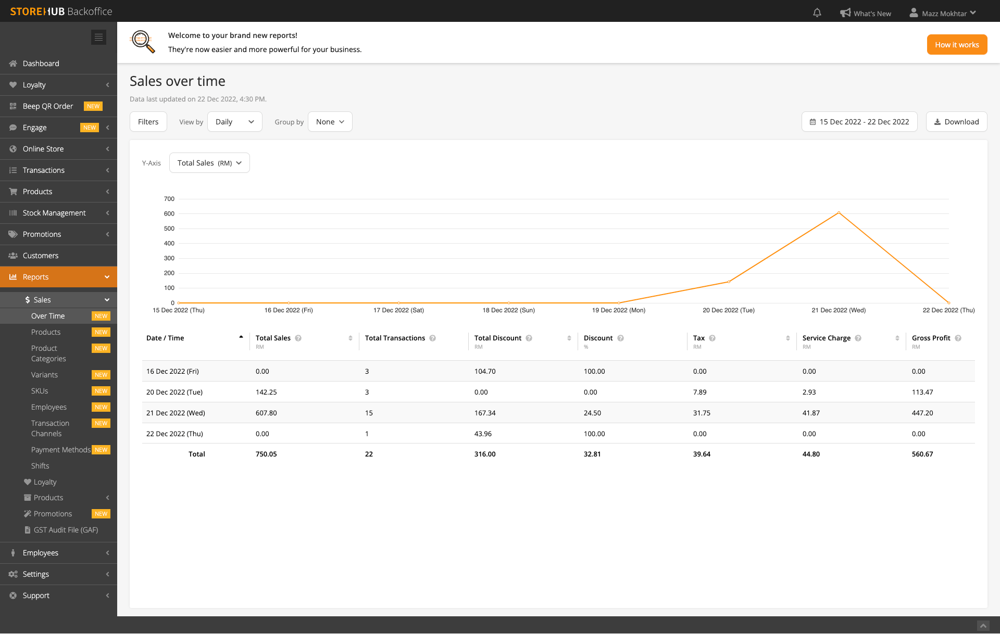 STOREHUB Backoffice
What's New
Mazz Mokhtar
Welcome to your brand new reports!
They're now easier and more powerful for your business.
How it works
Dashboard
Loyalty
Beep QR Order NEW
Engage NEW
Online Store
Transactions
Products
Stock Management
Promotions
Customers
Reports
Sales
Over Time NEW
Products NEW
Product NEW
Categories
Variants NEW
SKUs NEW
Employees NEW
Transaction NEW
Channels
Payment Methods NEW
Shifts
Loyalty
Products
Promotions NEW
GST Audit File (GAF)
Employees
Settings
Support
Sales over time
Data last updated on 22 Dec 2022, 4:30 PM.
Filters View by Daily Group by None 15 Dec 2022 - 22 Dec 2022 Download
Y-Axis Total Sales (RM)
700
600
500
400
300
200
100
0
15 Dec 2022 (Thu) 16 Dec 2022 (Fri) 17 Dec 2022 (Sat) 18 Dec 2022 (Sun) 19 Dec 2022 (Mon) 20 Dec 2022 (Tue) 21 Dec 2022 (Wed) 22 Dec 2022 (Thu)
Date / Time Total Sales ? Total Transactions ? Total Discount ? Discount ? Tax ? Service Charge ? Gross Profit ?
RM RM % RM RM RM
16 Dec 2022 (Fri) 0.00 3 104.70 100.00 0.00 0.00 0.00
20 Dec 2022 (Tue) 142.25 3 0.00 0.00 7.89 2.93 113.47
21 Dec 2022 (Wed) 607.80 15 167.34 24.50 31.75 41.87 447.20
22 Dec 2022 (Thu) 0.00 1 43.96 100.00 0.00 0.00 0.00
Total 750.05 22 316.00 32.81 39.64 44.80 560.67